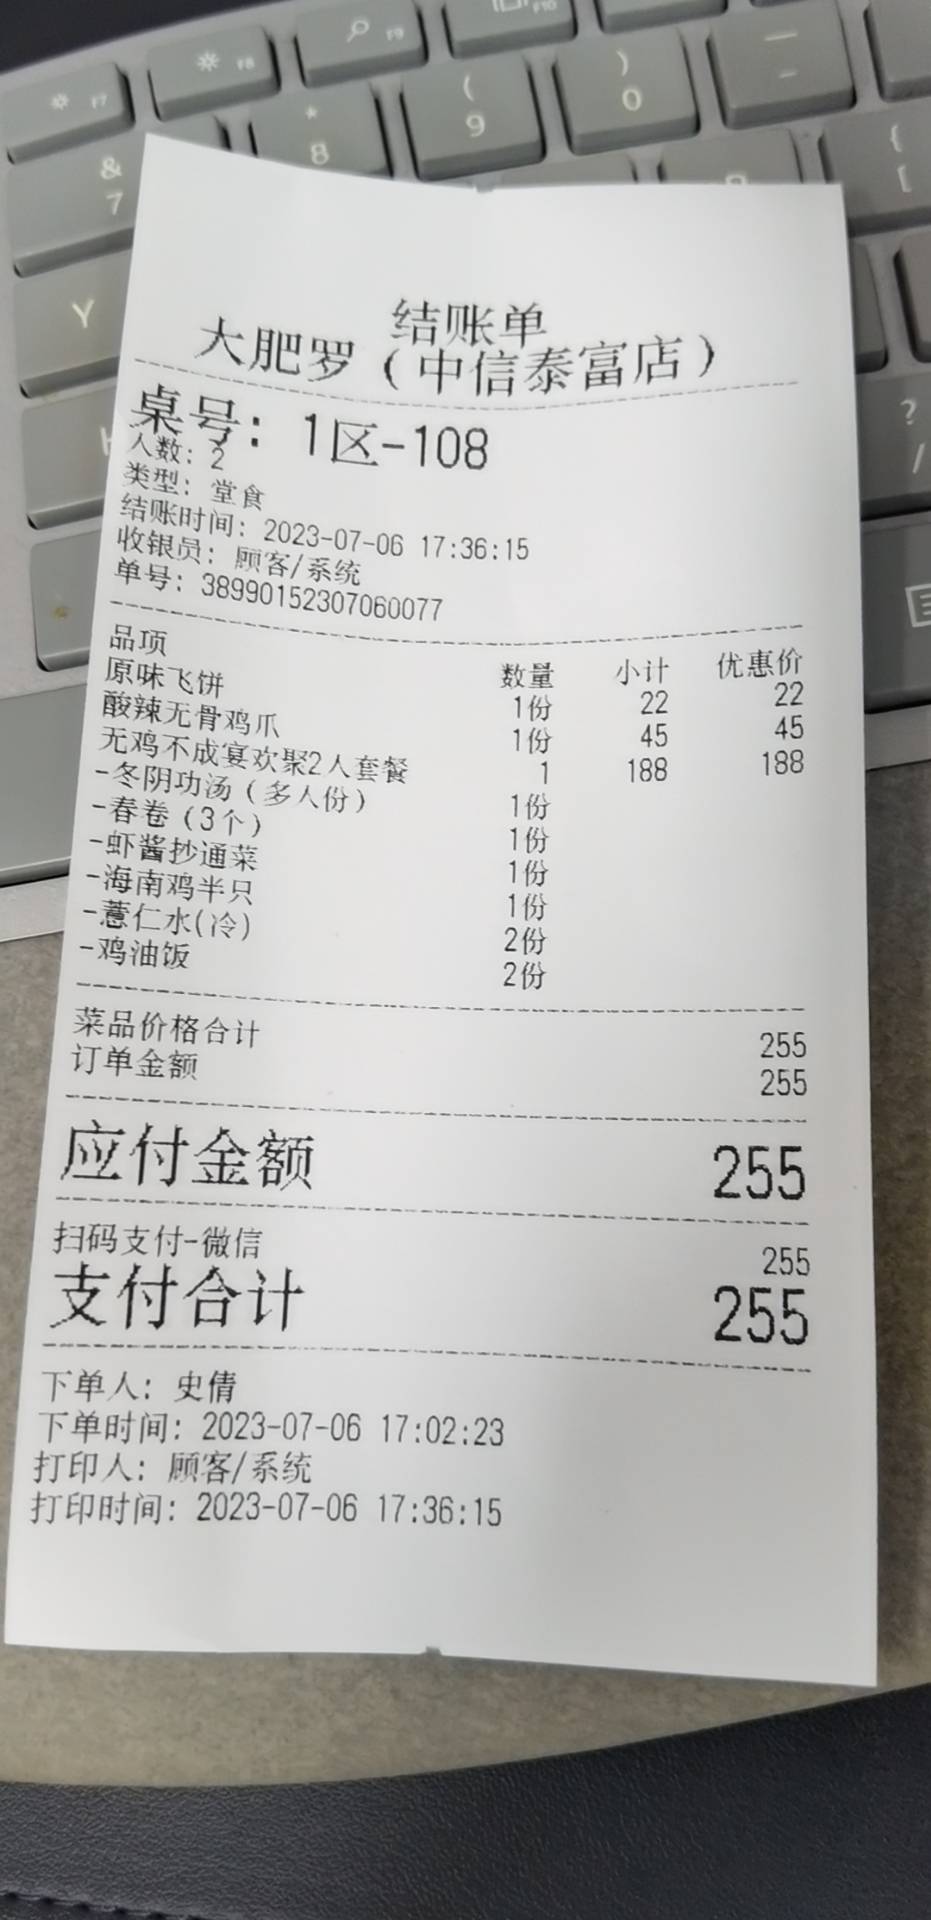 F7
F8
F9
F10
&
7
*
8
(
9
)
0
{
[
Y
?
/
结账单
大肥罗（中信泰富店）
桌号：1区-108
人数：2
类型：堂食
结账时间：2023-07-06 17:36:15
收银员：顾客/系统
单号：38990152307060077
品项 数量 小计 优惠价
原味飞饼 1份 22 22
酸辣无骨鸡爪 1份 45 45
无鸡不成宴欢聚2人套餐 1 188 188
-冬阴功汤（多人份） 1份
-春卷（3个） 1份
-虾酱抄通菜 1份
-海南鸡半只 1份
-薏仁水(冷) 2份
-鸡油饭 2份
菜品价格合计 255
订单金额 255
应付金额 255
扫码支付-微信 255
支付合计 255
下单人：史倩
下单时间：2023-07-06 17:02:23
打印人：顾客/系统
打印时间：2023-07-06 17:36:15